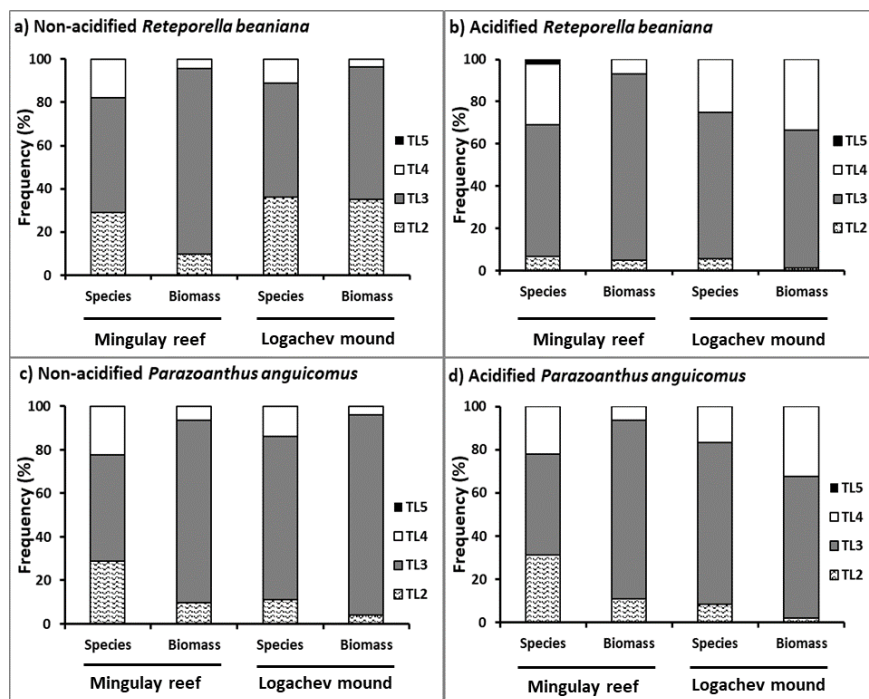 a) Non-acidified Reteporella beaniana
Frequency (%)
100
80
60
40
20
0
TL5
TL4
TL3
TL2
Species Biomass Species Biomass
Mingulay reef Logachev mound
b) Acidified Reteporella beaniana
Frequency (%)
100
80
60
40
20
0
TL5
TL4
TL3
TL2
Species Biomass Species Biomass
Mingulay reef Logachev mound
c) Non-acidified Parazoanthus anguicomus
Frequency (%)
100
80
60
40
20
0
TL5
TL4
TL3
TL2
Species Biomass Species Biomass
Mingulay reef Logachev mound
d) Acidified Parazoanthus anguicomus
Frequency (%)
100
80
60
40
20
0
TL5
TL4
TL3
TL2
Species Biomass Species Biomass
Mingulay reef Logachev mound